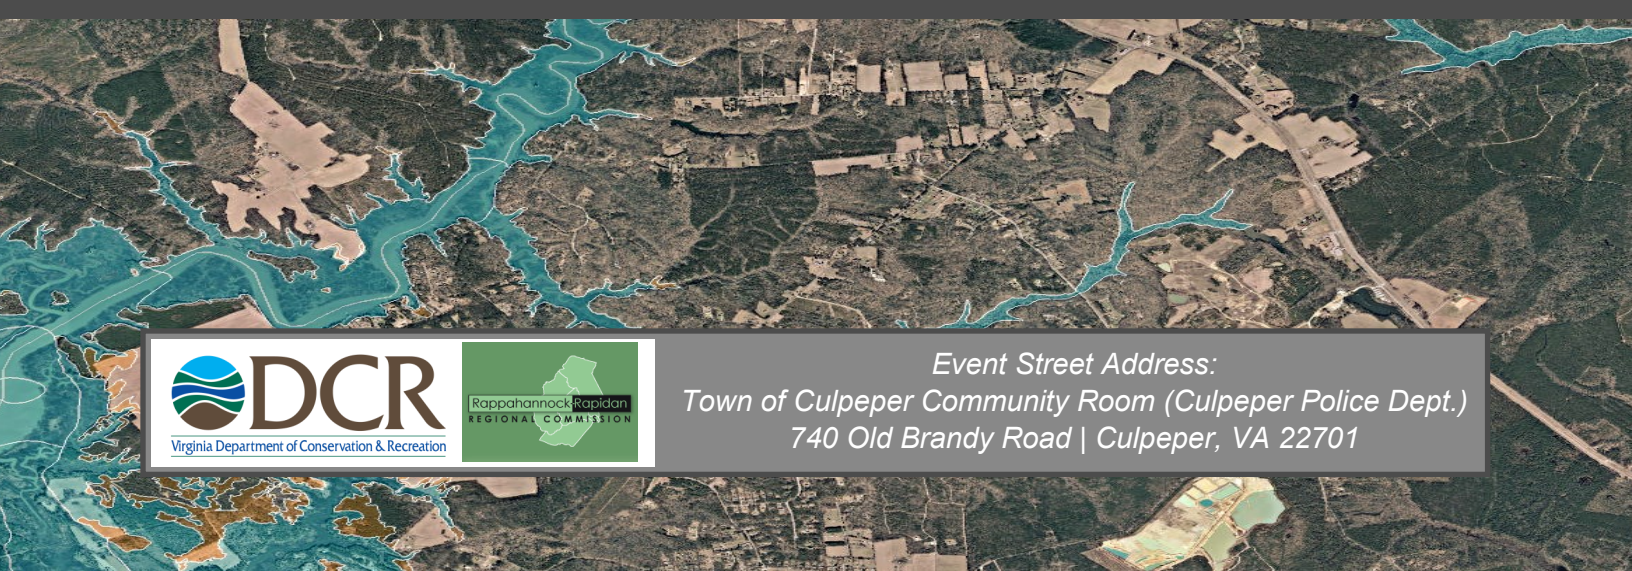 DCR
Virginia Department of Conservation & Recreation
Rappahannock-Rapidan
REGIONAL COMMISSION
Event Street Address:
Town of Culpeper Community Room (Culpeper Police Dept.)
740 Old Brandy Road | Culpeper, VA 22701